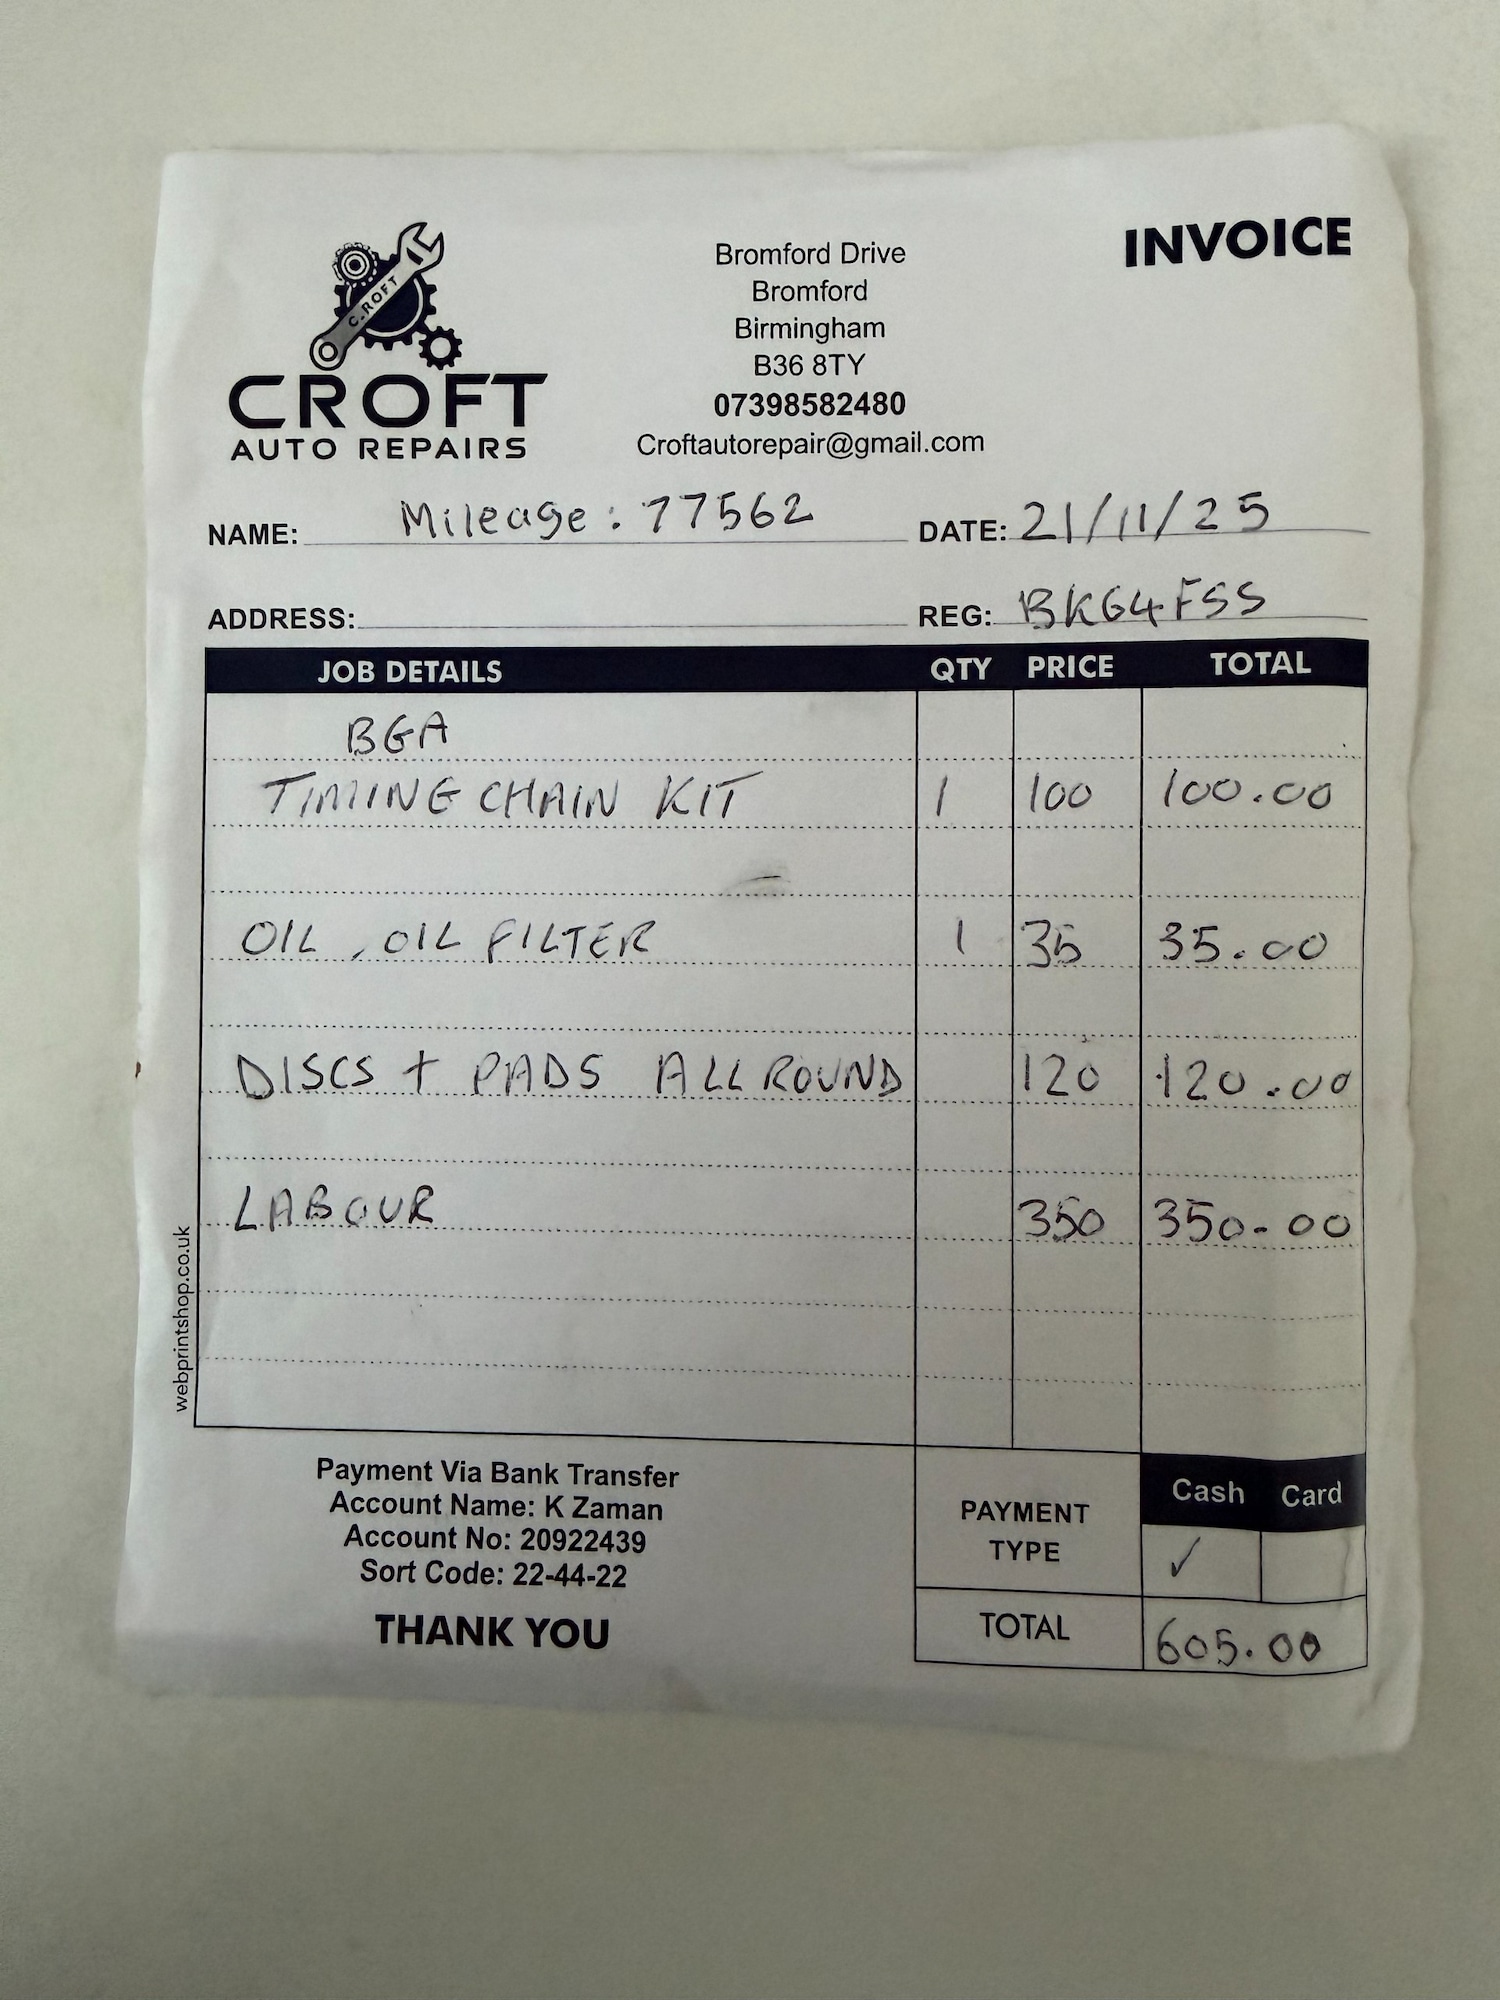 C.ROFT
CROFT
AUTO REPAIRS
Bromford Drive
Bromford
Birmingham
B36 8TY
07398582480
Croftautorepair@gmail.com
INVOICE
NAME: Mileage: 77562 DATE: 21/11/25
ADDRESS: REG: BK64FSS
JOB DETAILS QTY PRICE TOTAL
BGA
TIMING CHAIN KIT 1 100 100.00
OIL, OIL FILTER 1 35 35.00
DISCS + PADS ALL ROUND 120 120.00
LABOUR 350 350-00
webprintshop.co.uk
Payment Via Bank Transfer
Account Name: K Zaman
Account No: 20922439
Sort Code: 22-44-22
THANK YOU
PAYMENT
TYPE
Cash Card
✓
TOTAL 605.00